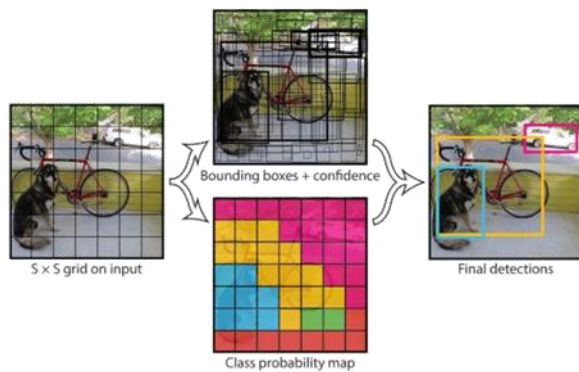 Bounding boxes + confidence
S × S grid on input
Final detections
Class probability map